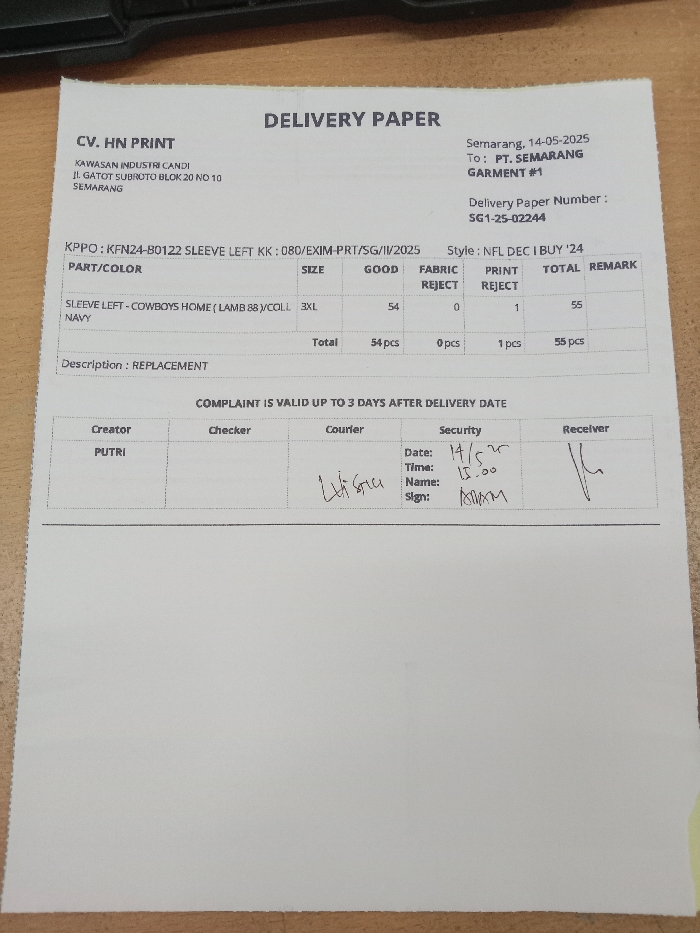 DELIVERY PAPER
CV. HN PRINT
KAWASAN INDUSTRI CANDI
Jl. GATOT SUBROTO BLOK 20 NO 10
SEMARANG
Semarang, 14-05-2025
To : PT. SEMARANG
GARMENT #1
Delivery Paper Number :
SG1-25-02244
KPPO : KFN24-B0122 SLEEVE LEFT KK : 080/EXIM-PRT/SG/II/2025 Style : NFL DEC I BUY '24
PART/COLOR SIZE GOOD FABRIC REJECT PRINT REJECT TOTAL REMARK
SLEEVE LEFT - COWBOYS HOME ( LAMB 88 )/COLL 3XL 54 0 1 55
NAVY
Total 54 pcs 0 pcs 1 pcs 55 pcs
Description : REPLACEMENT
COMPLAINT IS VALID UP TO 3 DAYS AFTER DELIVERY DATE
Creator Checker Courier Security Receiver
PUTRI
Date: 14/5 25
Time: 15.00
Name:
Sign: